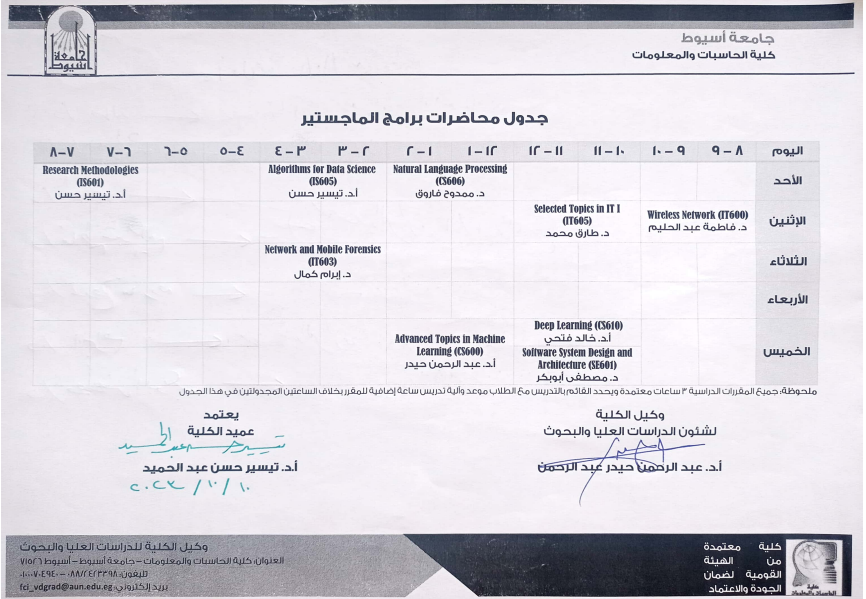 جامعة أسيوط
جامعة أسيوط
كلية الحاسبات والمعلومات
جدول محاضرات برامج الماجستير
اليوم ٨ - ٩ ٩ - ١٠ ١٠ - ١١ ١١ - ١٢ ١٢ - ١ ١ - ٢ ٢ - ٣ ٣ - ٤ ٤ - ٥ ٥ - ٦ ٦ - ٧ ٧ - ٨
الأحد
Natural Language Processing
(CS606)
د. ممدوح فاروق
Algorithms for Data Science
(IS605)
أ.د. تيسير حسن
Research Methodologies
(IS601)
أ.د. تيسير حسن
الإثنين
Wireless Network (IT600)
د. فاطمة عبد الحليم
Selected Topics in IT I
(IT605)
د. طارق محمد
الثلاثاء
Network and Mobile Forensics
(IT603)
د. إبرام كمال
الأربعاء
الخميس
Deep Learning (CS610)
أ.د. خالد فتحي
Software System Design and
Architecture (SE601)
د. مصطفى أبوبكر
Advanced Topics in Machine
Learning (CS600)
أ.د. عبد الرحمن حيدر
ملحوظة: جميع المقررات الدراسية ٣ ساعات معتمدة ويحدد القائم بالتدريس مع الطلاب موعد وآلية تدريس ساعة إضافية للمقرر بخلاف الساعتين المجدولتين في هذا الجدول
وكيل الكلية
لشئون الدراسات العليا والبحوث
أ.د. عبد الرحمن حيدر عبد الرحمن
يعتمد
عميد الكلية
تيسير حسن عبد الحميد
أ.د. تيسير حسن عبد الحميد
١٠ / ١٠ / ٢٠٢٣
كلية معتمدة
من الهيئة
القومية لضمان
الجودة والاعتماد
كلية
الحاسبات والمعلومات
وكيل الكلية للدراسات العليا والبحوث
العنوان: كلية الحاسبات والمعلومات - جامعة أسيوط - أسيوط ٧١٥٢٦
بريد إلكتروني: fci_vdgrad@aun.edu.eg